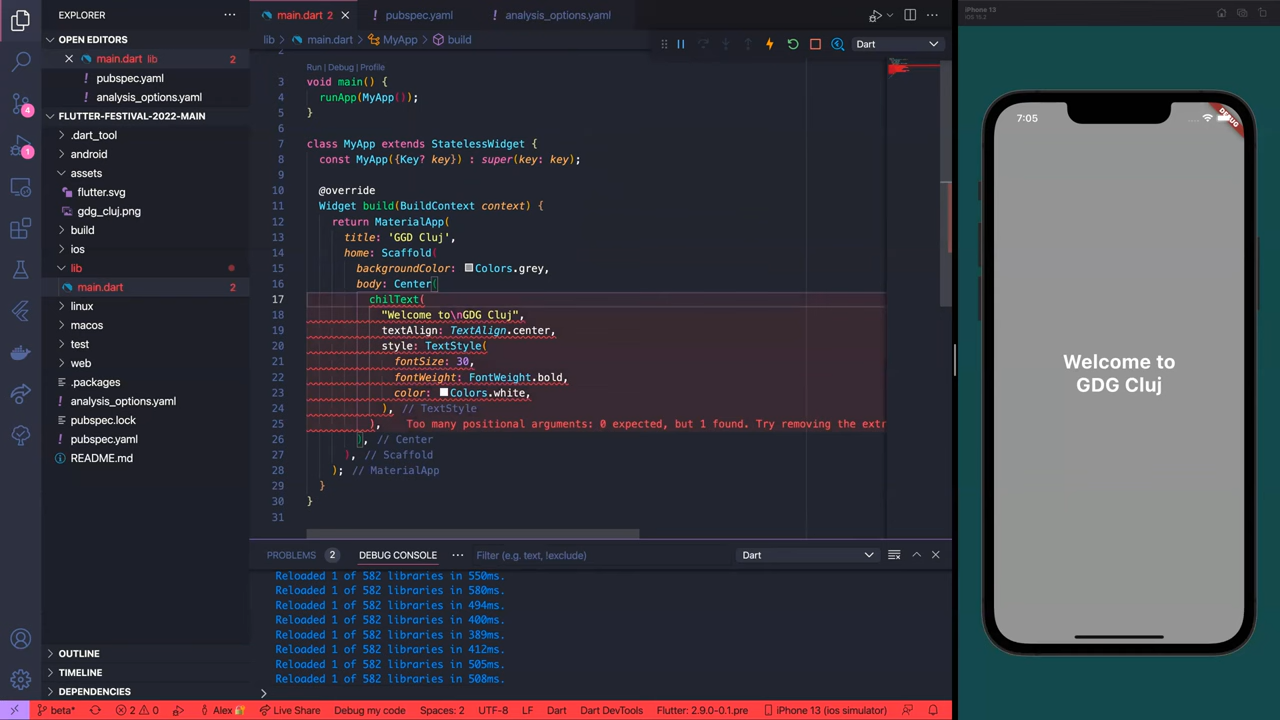 EXPLORER
OPEN EDITORS
main.dart lib 2
pubspec.yaml
analysis_options.yaml
FLUTTER-FESTIVAL-2022-MAIN
.dart_tool
android
assets
flutter.svg
gdg_cluj.png
build
ios
lib
main.dart 2
linux
macos
test
web
.packages
analysis_options.yaml
pubspec.lock
pubspec.yaml
README.md
OUTLINE
TIMELINE
DEPENDENCIES
4
1
main.dart 2
pubspec.yaml
analysis_options.yaml
lib > main.dart > MyApp > build
Dart
2
Run | Debug | Profile
3 void main() {
4 runApp(MyApp());
5 }
6
7 class MyApp extends StatelessWidget {
8 const MyApp({Key? key}) : super(key: key);
9
10 @override
11 Widget build(BuildContext context) {
12 return MaterialApp(
13 title: 'GGD Cluj',
14 home: Scaffold(
15 backgroundColor: Colors.grey,
16 body: Center(
17 chilText(
18 "Welcome to\nGDG Cluj",
19 textAlign: TextAlign.center,
20 style: TextStyle(
21 fontSize: 30,
22 fontWeight: FontWeight.bold,
23 color: Colors.white,
24 ), // TextStyle
25 ), Too many positional arguments: 0 expected, but 1 found. Try removing the extr
26 ), // Center
27 ), // Scaffold
28 ); // MaterialApp
29 }
30 }
31
PROBLEMS 2 DEBUG CONSOLE Filter (e.g. text, !exclude) Dart
Reloaded 1 of 582 libraries in 550ms.
Reloaded 1 of 582 libraries in 580ms.
Reloaded 1 of 582 libraries in 494ms.
Reloaded 1 of 582 libraries in 400ms.
Reloaded 1 of 582 libraries in 389ms.
Reloaded 1 of 582 libraries in 412ms.
Reloaded 1 of 582 libraries in 505ms.
Reloaded 1 of 582 libraries in 508ms.
beta* 2 0 Alex Live Share Debug my code Spaces: 2 UTF-8 LF Dart Dart DevTools Flutter: 2.9.0-0.1.pre iPhone 13 (ios simulator)
iPhone 13
7:05
DEBUG
Welcome to
GDG Cluj